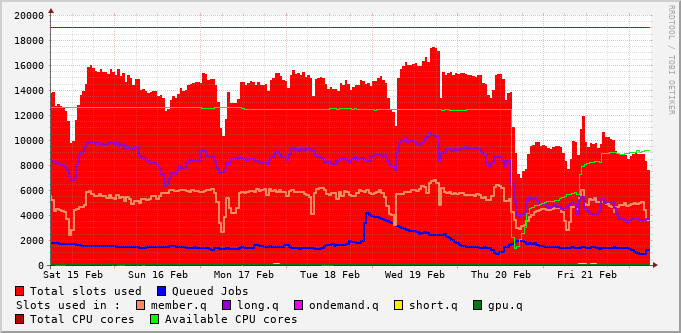 20000
18000
16000
14000
12000
10000
8000
6000
4000
2000
0
Sat 15 Feb Sun 16 Feb Mon 17 Feb Tue 18 Feb Wed 19 Feb Thu 20 Feb Fri 21 Feb
Total slots used Queued Jobs
Slots used in : member.q long.q ondemand.q short.q gpu.q
Total CPU cores Available CPU cores
RRDTOOL / TOBI OETIKER